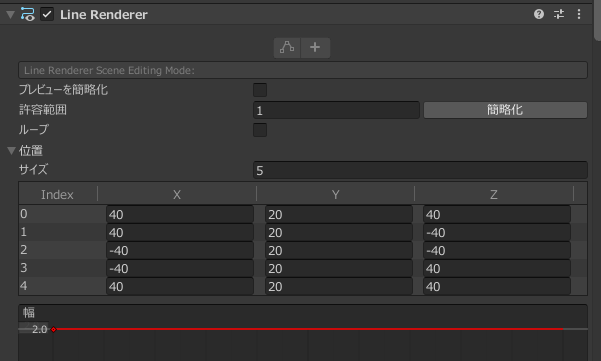 Line Renderer
Line Renderer Scene Editing Mode:
プレビューを簡略化
許容範囲 1 簡略化
ループ
位置
サイズ 5
Index X Y Z
0 40 20 40
1 40 20 -40
2 -40 20 -40
3 -40 20 40
4 40 20 40
幅
2.0